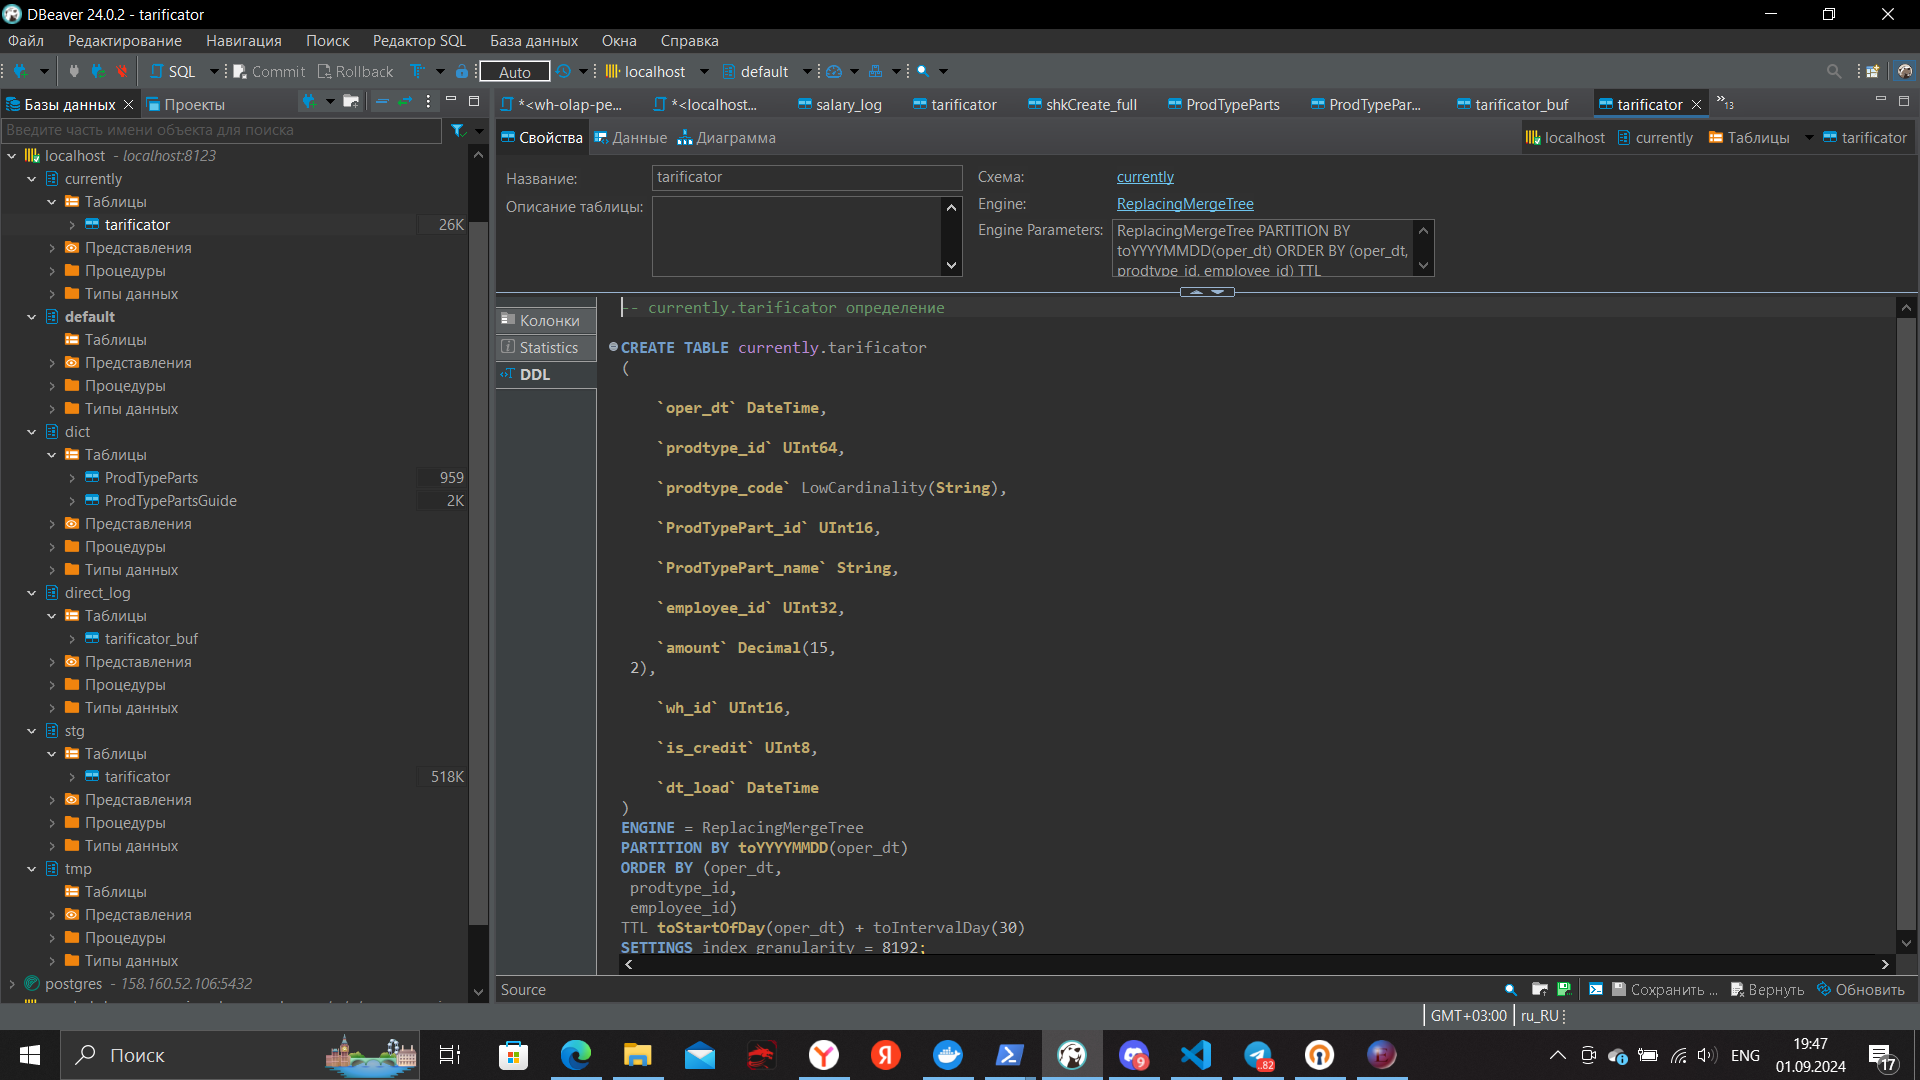 DBeaver 24.0.2 - tarificator
Файл Редактирование Навигация Поиск Редактор SQL База данных Окна Справка
SQL Commit Rollback Auto localhost default
Базы данных Проекты
Введите часть имени объекта для поиска
localhost - localhost:8123
currently
Таблицы
tarificator 26K
Представления
Процедуры
Типы данных
default
Таблицы
Представления
Процедуры
Типы данных
dict
Таблицы
ProdTypeParts 959
ProdTypePartsGuide 2K
Представления
Процедуры
Типы данных
direct_log
Таблицы
tarificator_buf
Представления
Процедуры
Типы данных
stg
Таблицы
tarificator 518K
Представления
Процедуры
Типы данных
tmp
Таблицы
Представления
Процедуры
Типы данных
postgres - 158.160.52.106:5432
*<wh-olap-pe... *<localhost... salary_log tarificator shkCreate_full ProdTypeParts ProdTypePar... tarificator_buf tarificator »13
Свойства Данные Диаграмма
localhost currently Таблицы tarificator
Название: tarificator
Описание таблицы:
Схема: currently
Engine: ReplacingMergeTree
Engine Parameters: ReplacingMergeTree PARTITION BY
toYYYYMMDD(oper_dt) ORDER BY (oper_dt,
prodtype_id, employee_id) TTL
Колонки
Statistics
DDL
-- currently.tarificator определение
CREATE TABLE currently.tarificator
(
`oper_dt` DateTime,
`prodtype_id` UInt64,
`prodtype_code` LowCardinality(String),
`ProdTypePart_id` UInt16,
`ProdTypePart_name` String,
`employee_id` UInt32,
`amount` Decimal(15,
2),
`wh_id` UInt16,
`is_credit` UInt8,
`dt_load` DateTime
)
ENGINE = ReplacingMergeTree
PARTITION BY toYYYYMMDD(oper_dt)
ORDER BY (oper_dt,
prodtype_id,
employee_id)
TTL toStartOfDay(oper_dt) + toIntervalDay(30)
SETTINGS index_granularity = 8192;
Source
Сохранить ... Вернуть Обновить
GMT+03:00 ru_RU
Поиск
9
82
ENG
19:47
01.09.2024
17